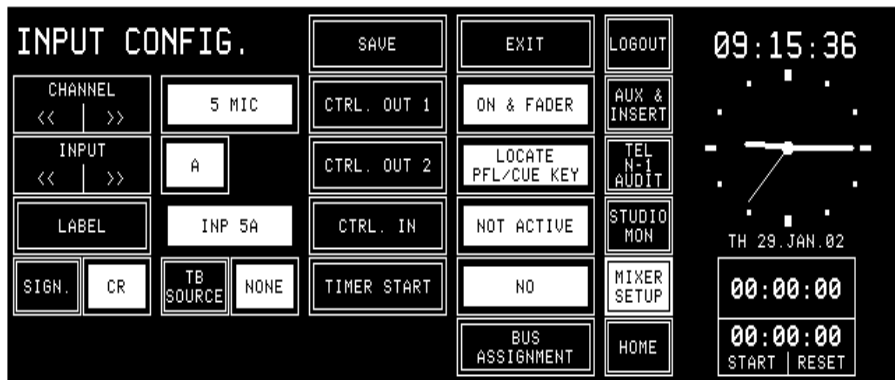 INPUT CONFIG.
SAVE
EXIT
LOGOUT
09:15:36
CHANNEL
<< | >>
5 MIC
CTRL. OUT 1
ON & FADER
AUX &
INSERT
INPUT
<< | >>
A
CTRL. OUT 2
LOCATE
PFL/CUE KEY
TEL
N-1
AUDIT
LABEL
INP 5A
CTRL. IN
NOT ACTIVE
STUDIO
MON
TH 29.JAN.02
SIGN.
CR
TB
SOURCE
NONE
TIMER START
NO
MIXER
SETUP
00:00:00
BUS
ASSIGNMENT
HOME
00:00:00
START | RESET